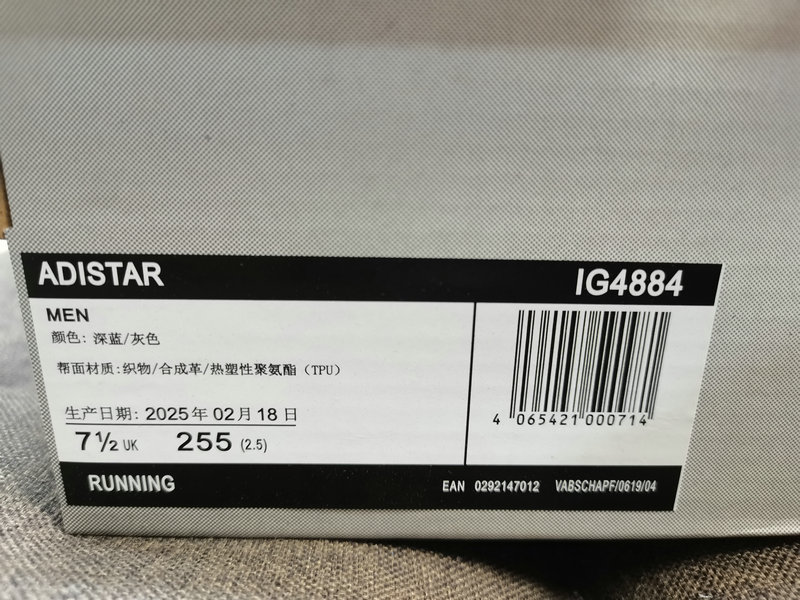 ADISTAR IG4884
MEN
颜色: 深蓝/灰色
帮面材质:织物/合成革/热塑性聚氨酯(TPU)
生产日期: 2025年 02月 18日
7½ UK 255 (2.5)
4 065421 000714
RUNNING EAN 0292147012 VABSCHAPF/0619/04